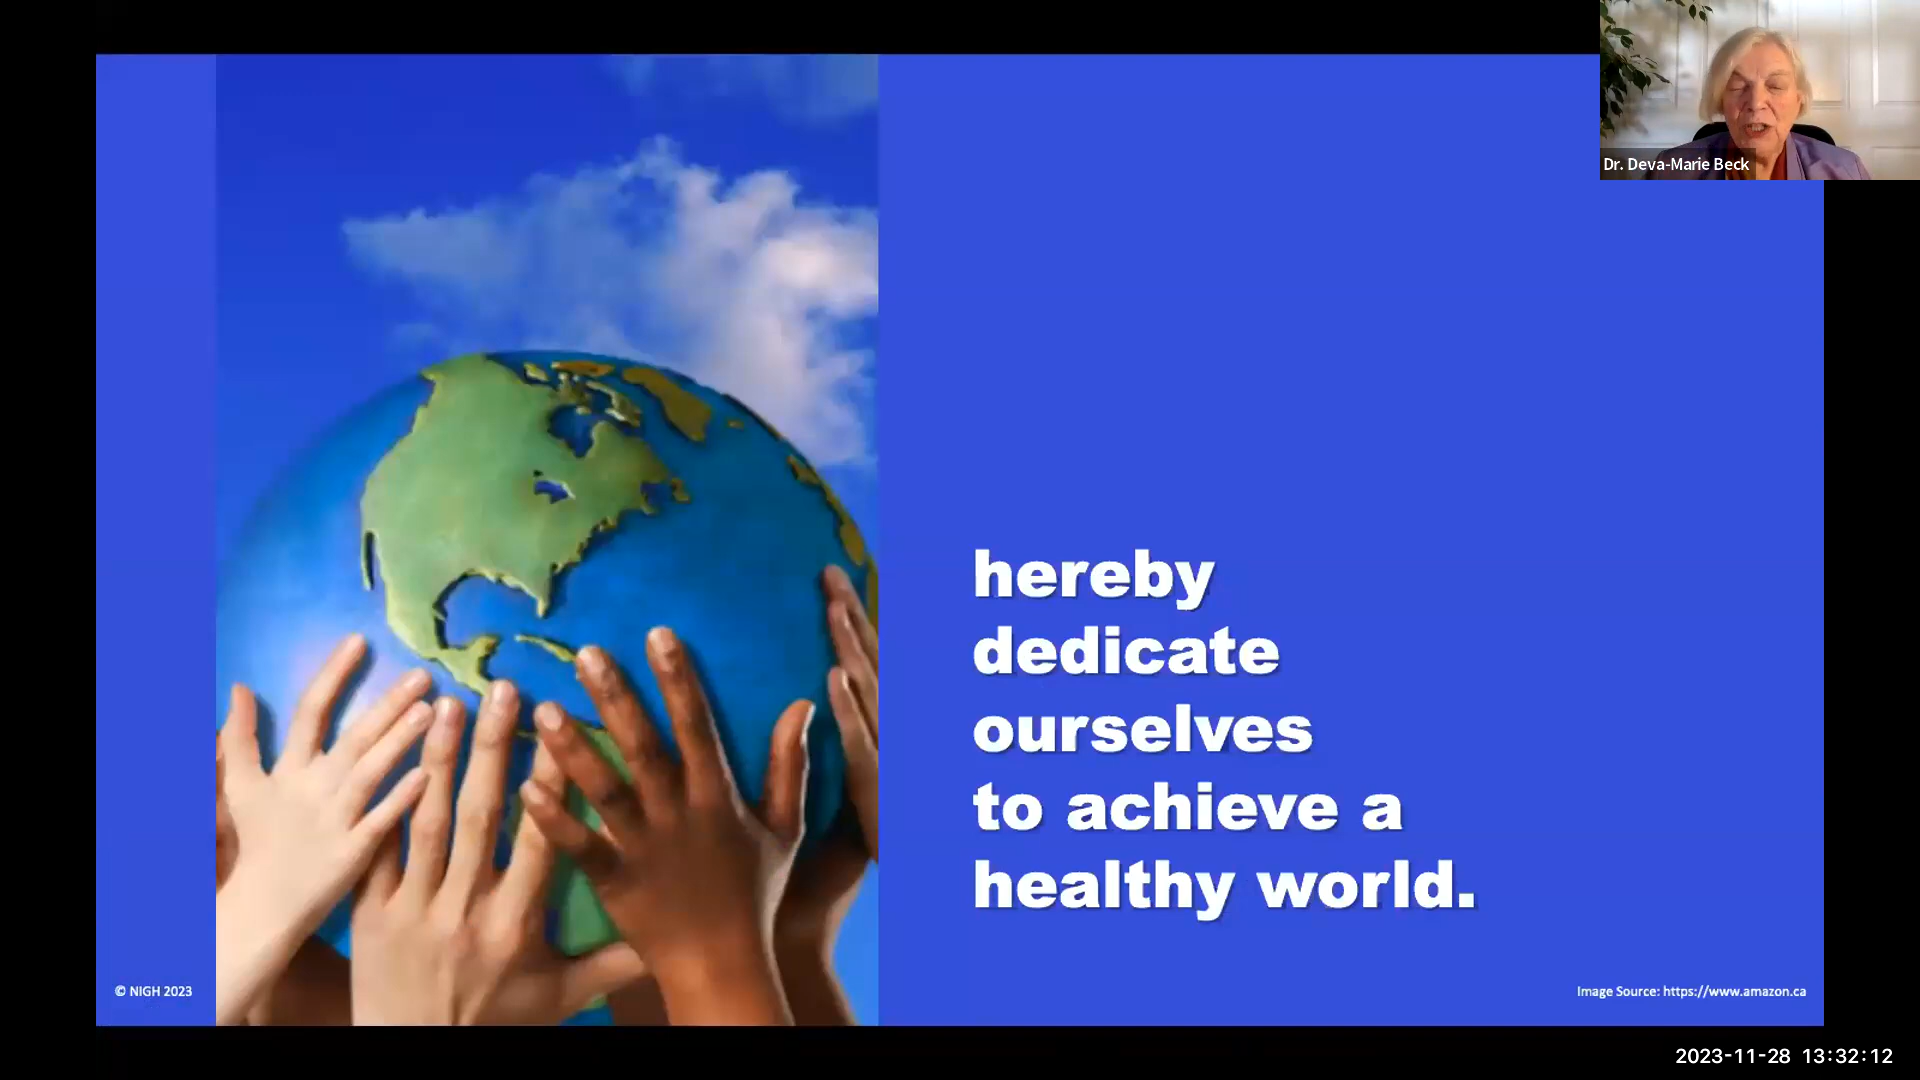 Dr. Deva-Marie Beck
hereby
dedicate
ourselves
to achieve a
healthy world.
© NIGH 2023
Image Source: https://www.amazon.ca
2023-11-28 13:32:12